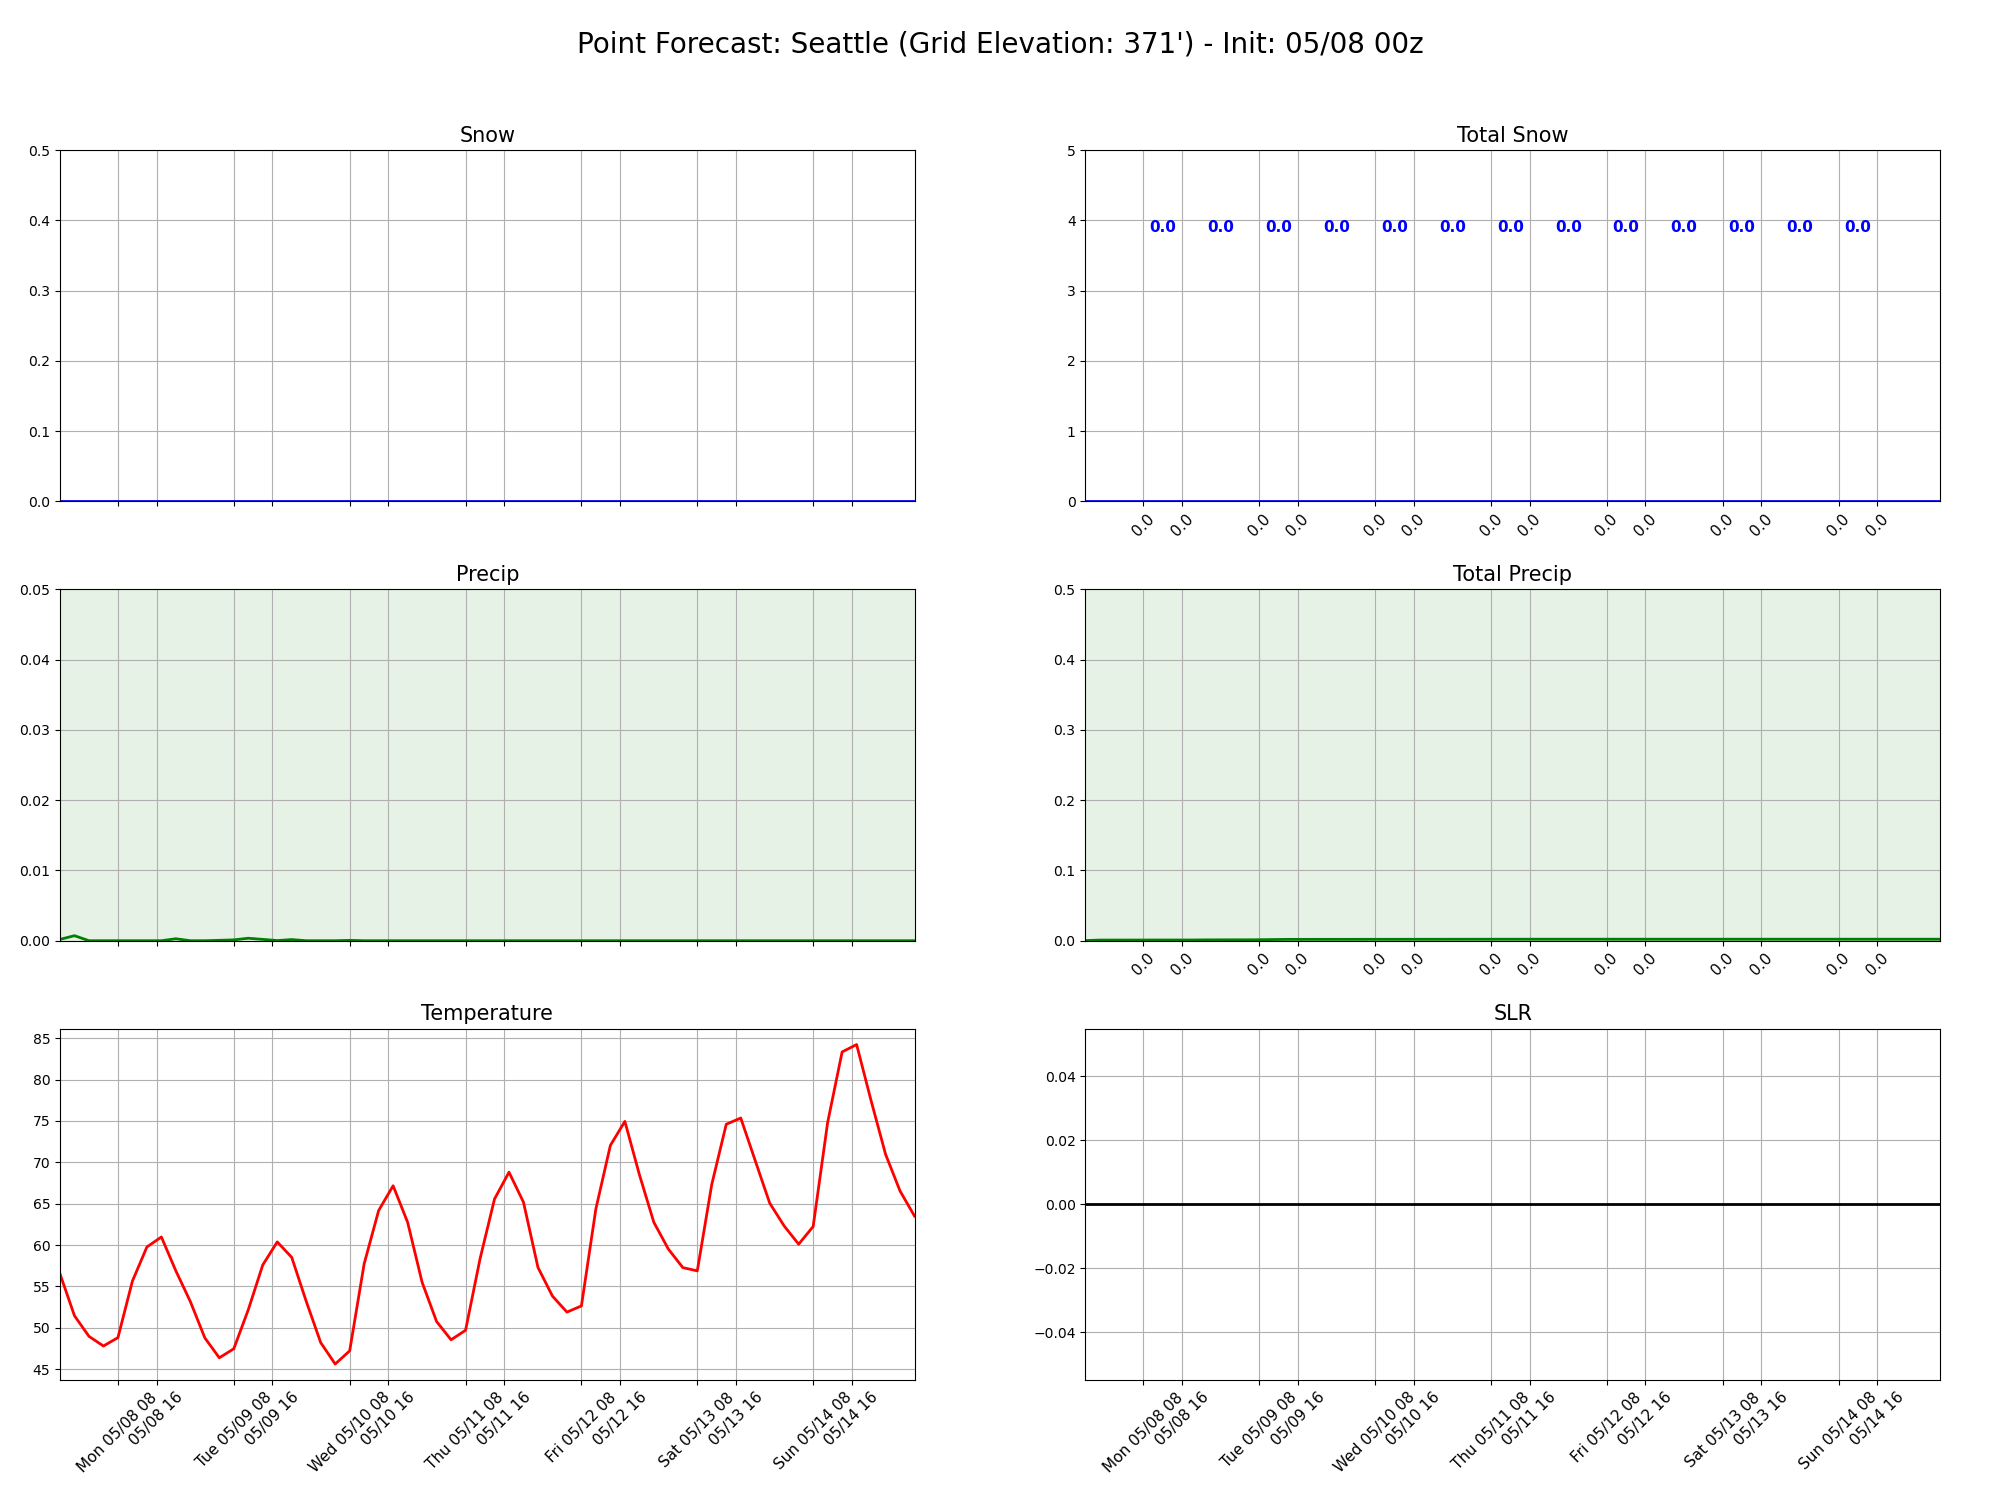 Point Forecast: Seattle (Grid Elevation: 371') - Init: 05/08 00z
Snow
0.5
0.4
0.3
0.2
0.1
0.0
Total Snow
5
4
3
2
1
0
0.0 0.0 0.0 0.0 0.0 0.0 0.0 0.0 0.0 0.0 0.0 0.0 0.0
0.0 0.0 0.0 0.0 0.0 0.0 0.0 0.0 0.0 0.0 0.0 0.0 0.0 0.0
Precip
0.05
0.04
0.03
0.02
0.01
0.00
Total Precip
0.5
0.4
0.3
0.2
0.1
0.0
0.0 0.0 0.0 0.0 0.0 0.0 0.0 0.0 0.0 0.0 0.0 0.0 0.0 0.0
Temperature
85
80
75
70
65
60
55
50
45
Mon 05/08 08
05/08 16
Tue 05/09 08
05/09 16
Wed 05/10 08
05/10 16
Thu 05/11 08
05/11 16
Fri 05/12 08
05/12 16
Sat 05/13 08
05/13 16
Sun 05/14 08
05/14 16
SLR
0.04
0.02
0.00
−0.02
−0.04
Mon 05/08 08
05/08 16
Tue 05/09 08
05/09 16
Wed 05/10 08
05/10 16
Thu 05/11 08
05/11 16
Fri 05/12 08
05/12 16
Sat 05/13 08
05/13 16
Sun 05/14 08
05/14 16